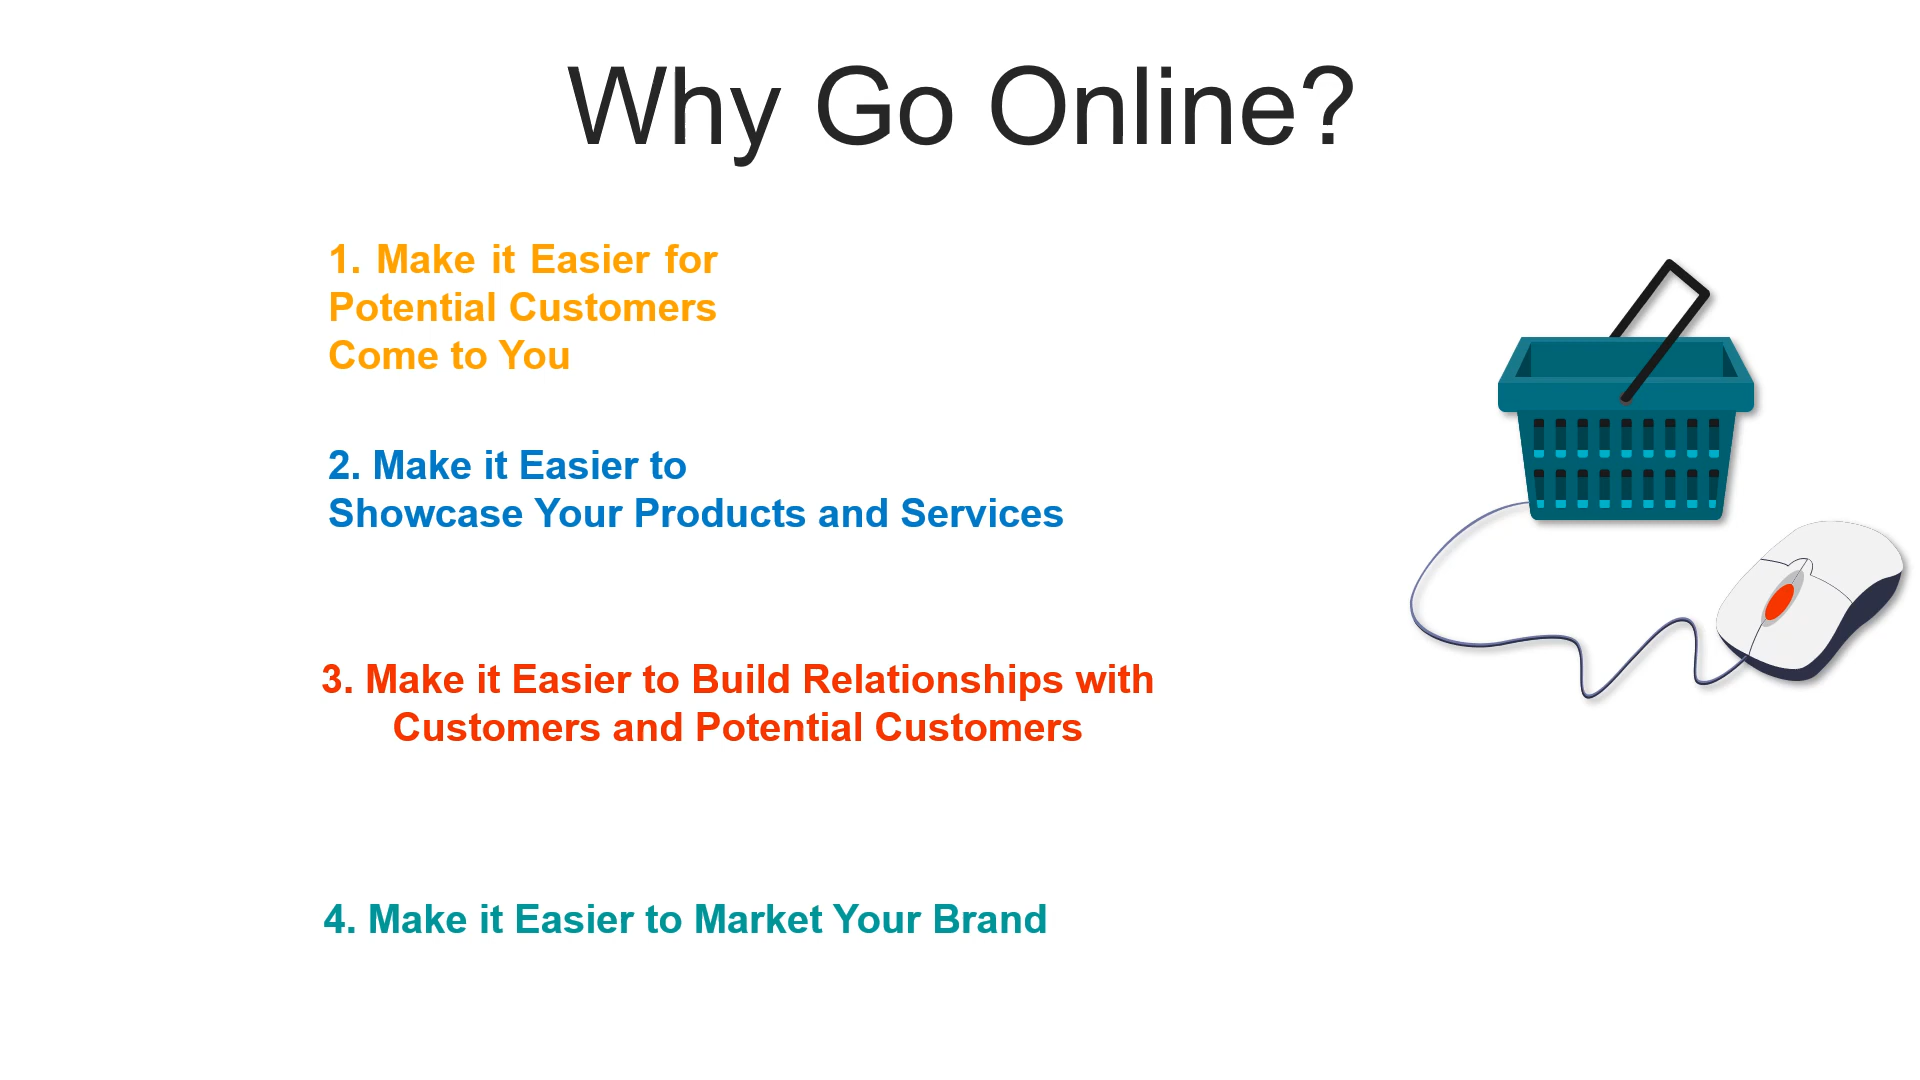 Why Go Online?
1. Make it Easier for
Potential Customers
Come to You
2. Make it Easier to
Showcase Your Products and Services
3. Make it Easier to Build Relationships with
Customers and Potential Customers
4. Make it Easier to Market Your Brand